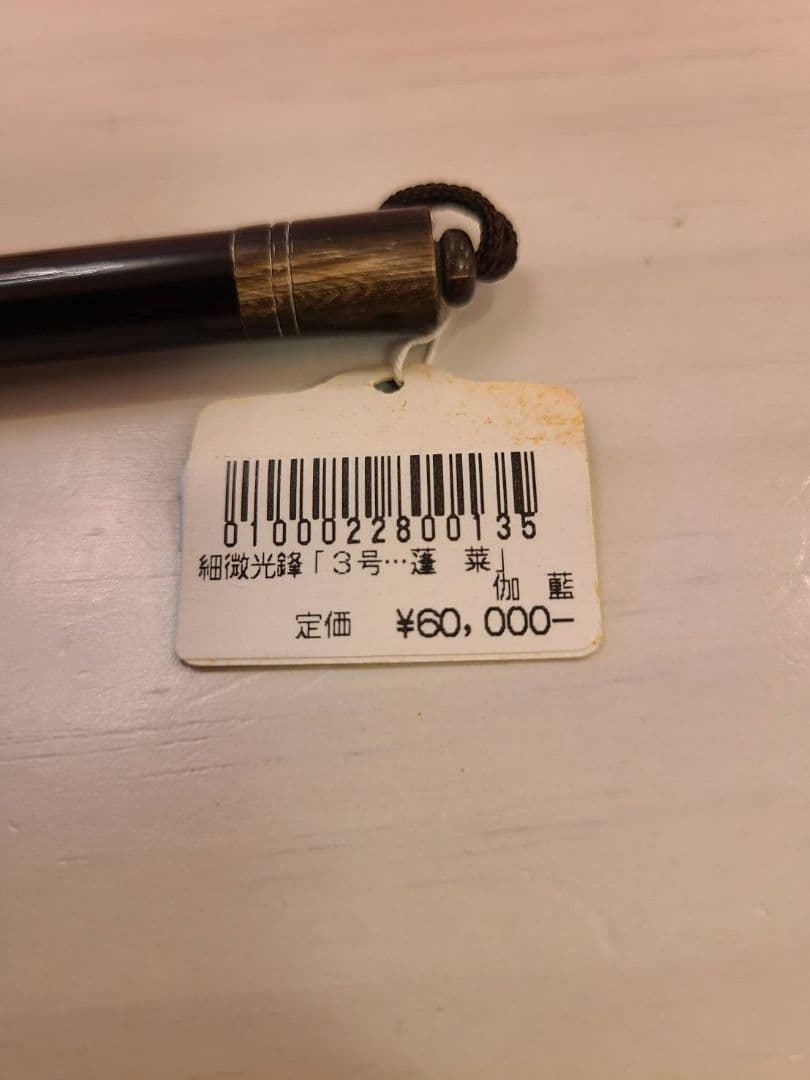 0100022800135
細微光鋒「3号…蓬　莱」
伽　藍
定価　¥60,000-